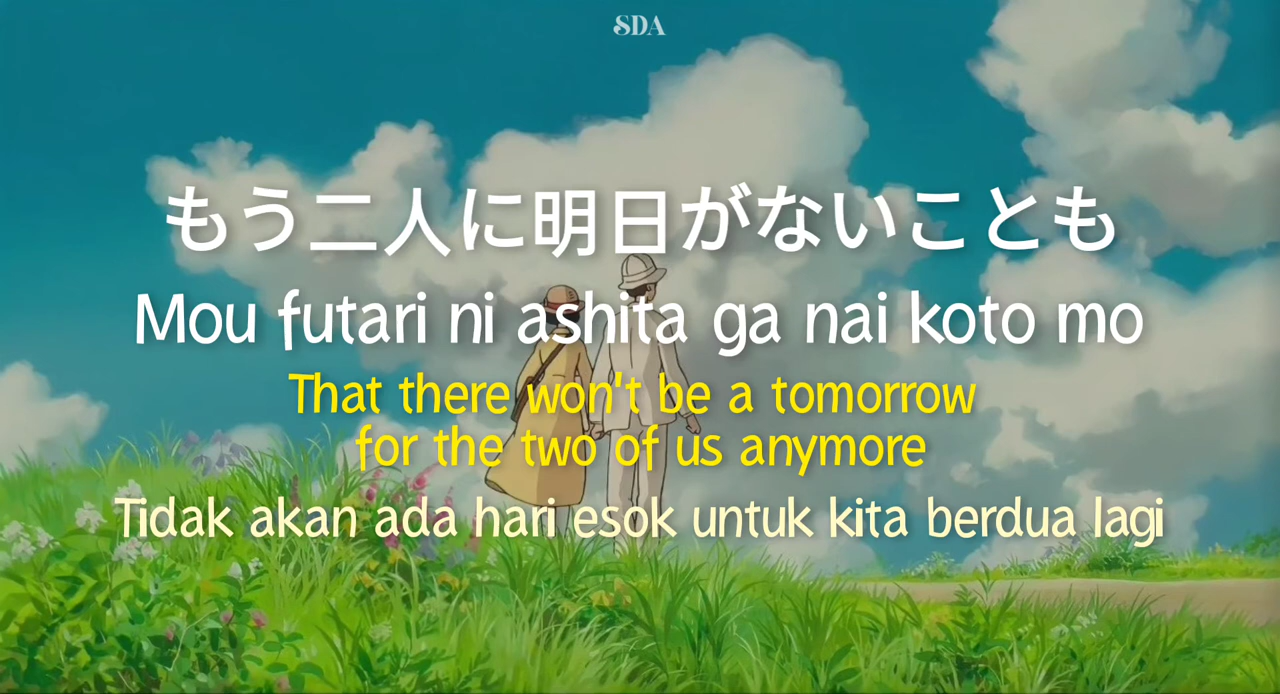 SDA
もう二人に明日がないことも
Mou futari ni ashita ga nai koto mo
That there won't be a tomorrow
for the two of us anymore
Tidak akan ada hari esok untuk kita berdua lagi